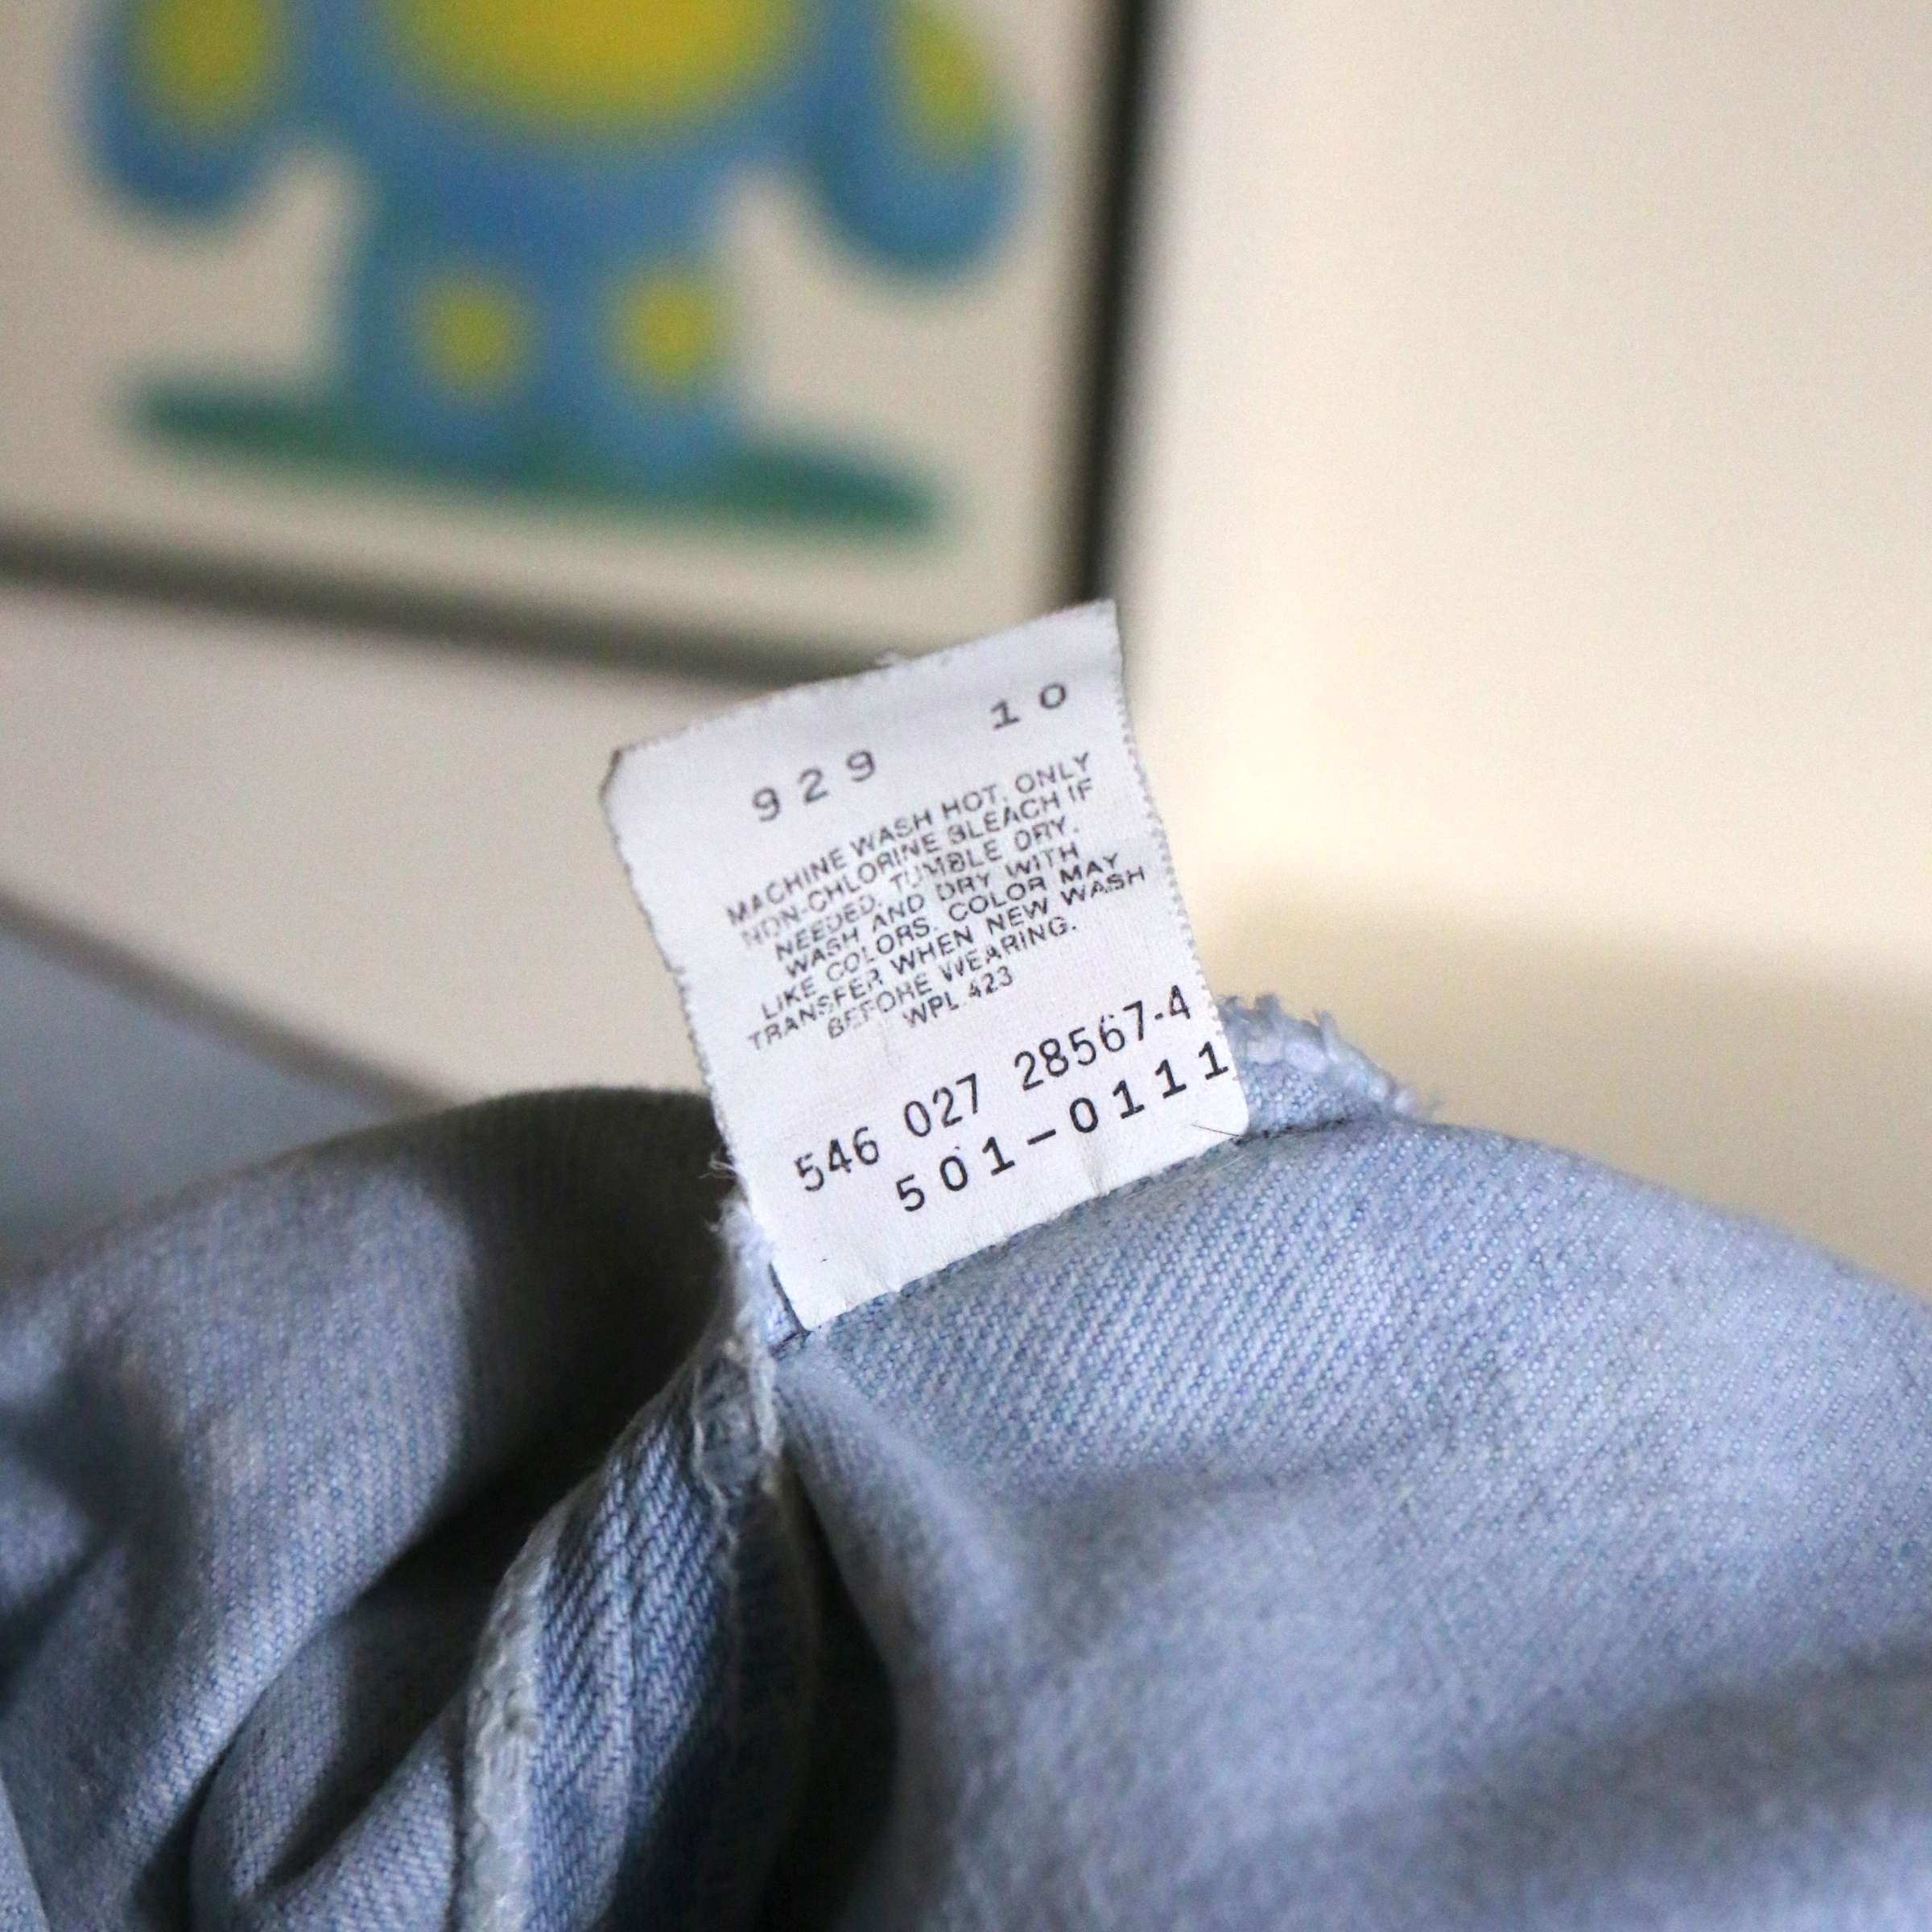 929 10
MACHINE WASH HOT, ONLY
NON-CHLORINE BLEACH IF
NEEDED. TUMBLE DRY.
WASH AND DRY WITH
LIKE COLORS. COLOR MAY
TRANSFER WHEN NEW WASH
BEFORE WEARING.
WPL 423
546 027 28567-4
501-0111